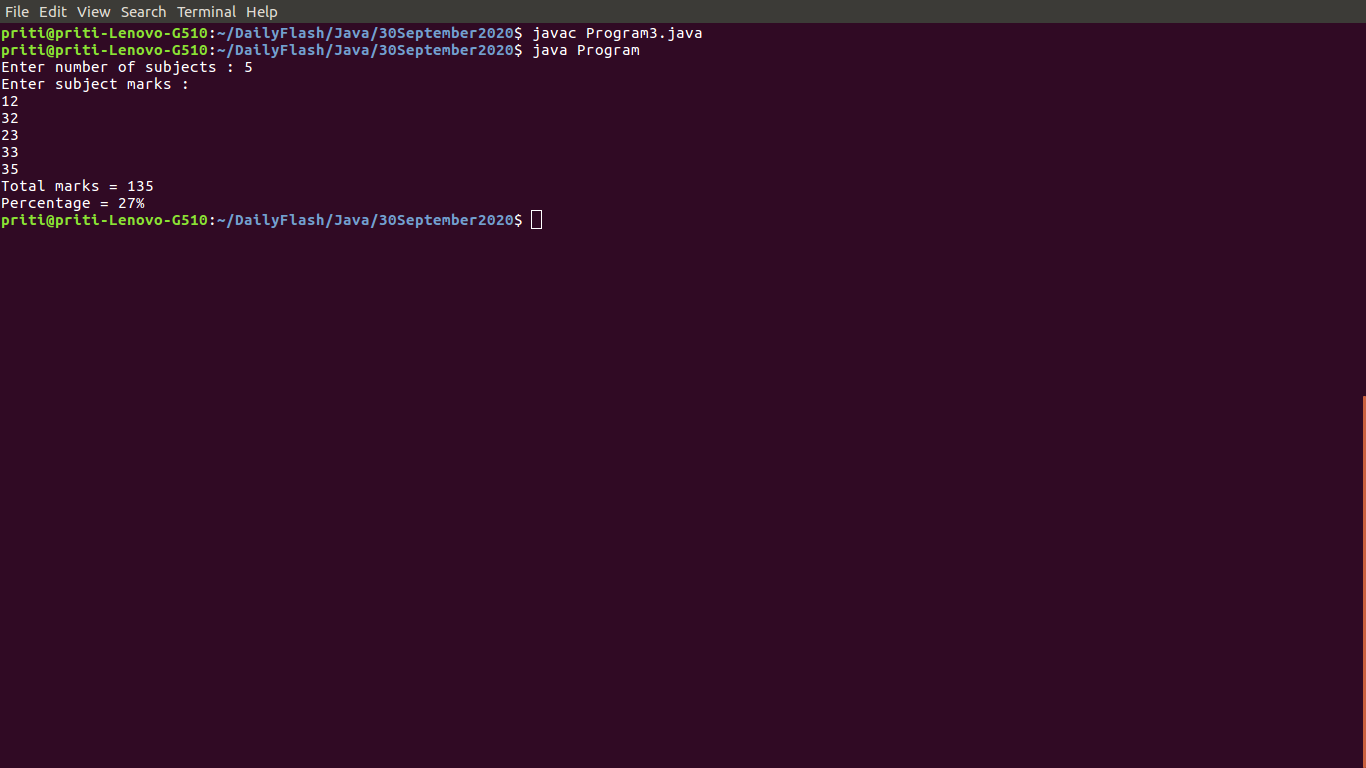 File Edit View Search Terminal Help
priti@priti-Lenovo-G510:~/DailyFlash/Java/30September2020$ javac Program3.java
priti@priti-Lenovo-G510:~/DailyFlash/Java/30September2020$ java Program
Enter number of subjects : 5
Enter subject marks :
12
32
23
33
35
Total marks = 135
Percentage = 27%
priti@priti-Lenovo-G510:~/DailyFlash/Java/30September2020$